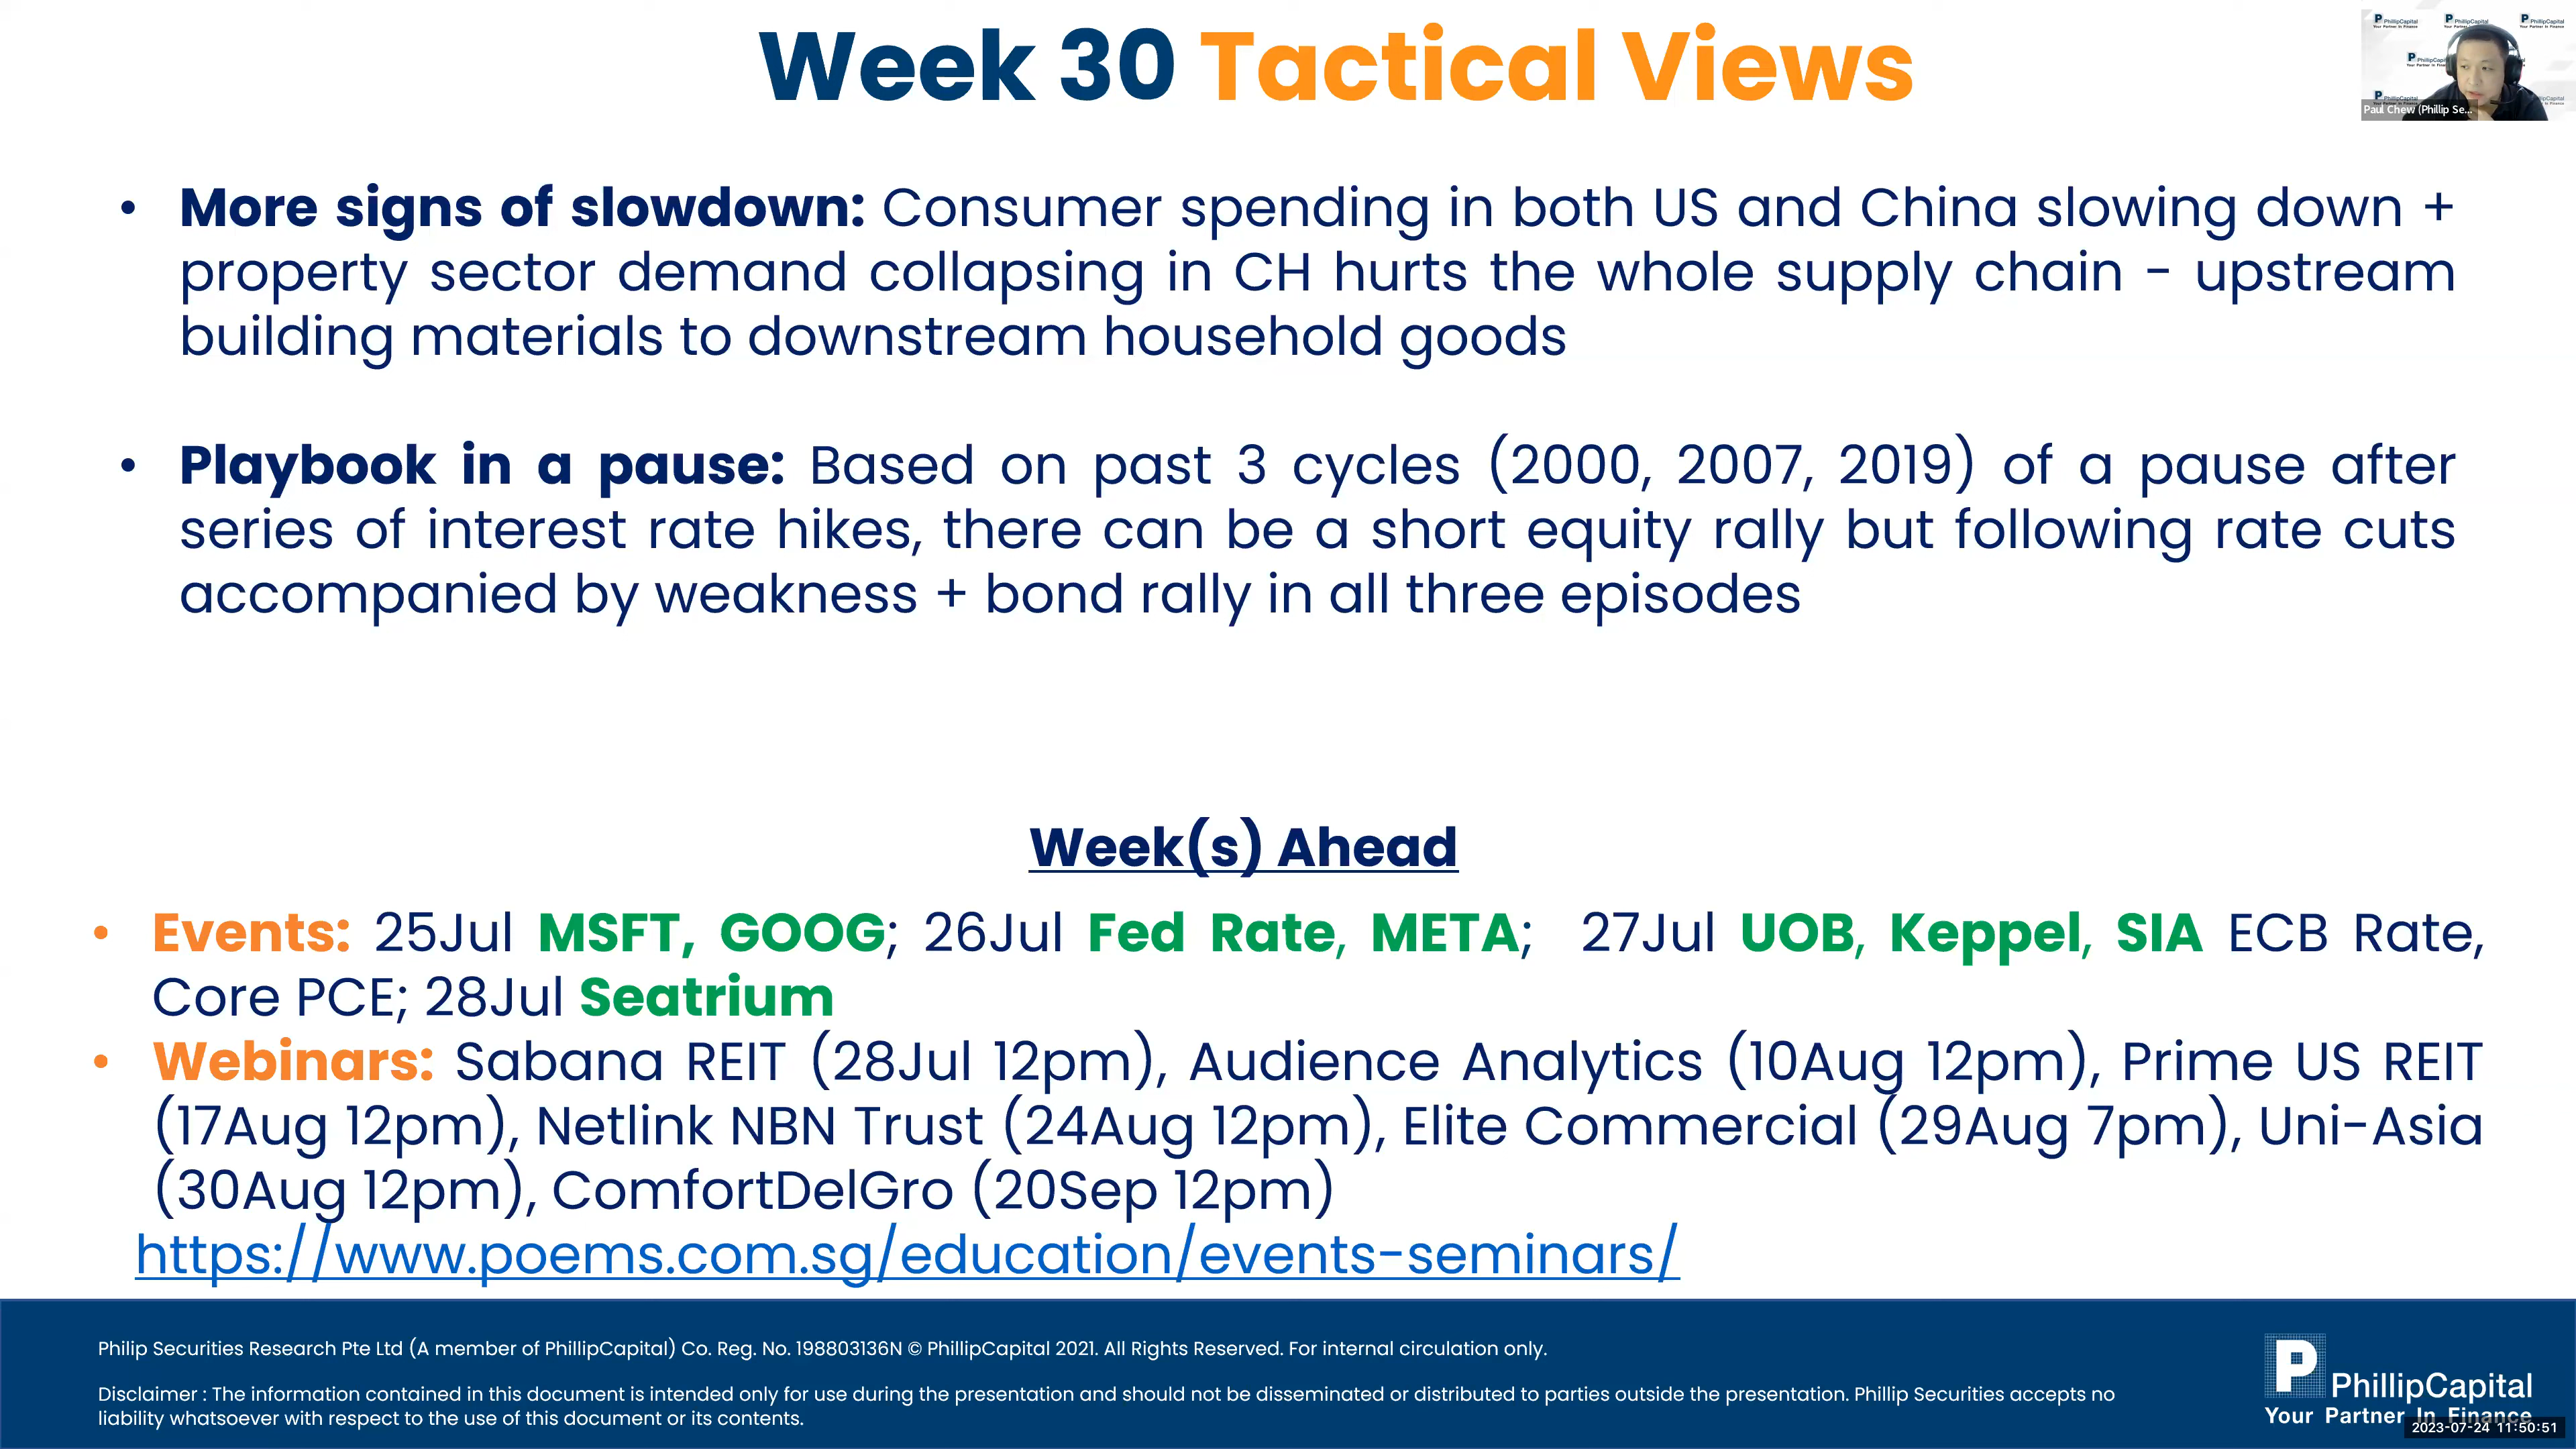 Week 30 Tactical Views
Paul Chew (Phillip Se...
• More signs of slowdown: Consumer spending in both US and China slowing down +
property sector demand collapsing in CH hurts the whole supply chain - upstream
building materials to downstream household goods
• Playbook in a pause: Based on past 3 cycles (2000, 2007, 2019) of a pause after
series of interest rate hikes, there can be a short equity rally but following rate cuts
accompanied by weakness + bond rally in all three episodes
Week(s) Ahead
• Events: 25Jul MSFT, GOOG; 26Jul Fed Rate, META; 27Jul UOB, Keppel, SIA ECB Rate,
Core PCE; 28Jul Seatrium
• Webinars: Sabana REIT (28Jul 12pm), Audience Analytics (10Aug 12pm), Prime US REIT
(17Aug 12pm), Netlink NBN Trust (24Aug 12pm), Elite Commercial (29Aug 7pm), Uni-Asia
(30Aug 12pm), ComfortDelGro (20Sep 12pm)
https://www.poems.com.sg/education/events-seminars/
Philip Securities Research Pte Ltd (A member of PhillipCapital) Co. Reg. No. 198803136N © PhillipCapital 2021. All Rights Reserved. For internal circulation only.
Disclaimer : The information contained in this document is intended only for use during the presentation and should not be disseminated or distributed to parties outside the presentation. Phillip Securities accepts no
liability whatsoever with respect to the use of this document or its contents.
PhillipCapital
Your Partner In Finance
2023-07-24 11:50:51